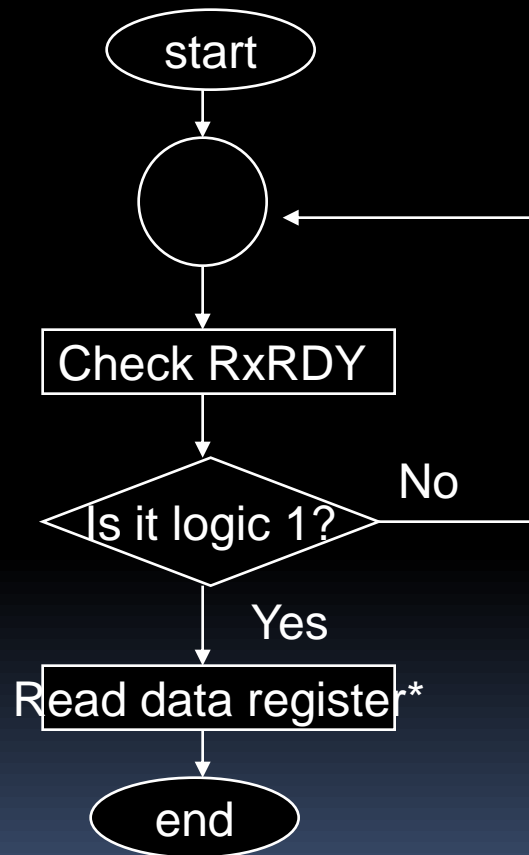 start
Check RxRDY
Is it logic 1?
No
Yes
Read data register*
end